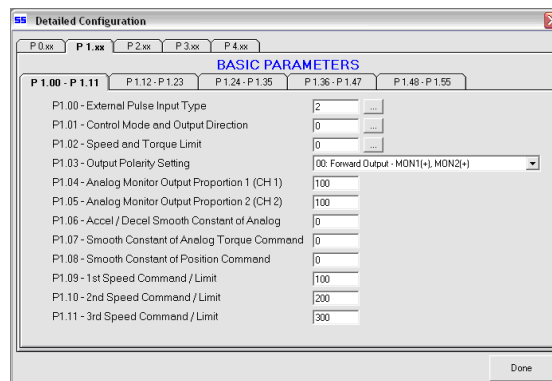 SS Detailed Configuration
P 0.xx P 1.xx P 2.xx P 3.xx P 4.xx
BASIC PARAMETERS
P 1.00 - P 1.11 P 1.12 - P 1.23 P 1.24 - P 1.35 P 1.36 - P 1.47 P 1.48 - P 1.55
P1.00 - External Pulse Input Type 2 ...
P1.01 - Control Mode and Output Direction 0 ...
P1.02 - Speed and Torque Limit 0 ...
P1.03 - Output Polarity Setting 00: Forward Output - MON1(+), MON2(+)
P1.04 - Analog Monitor Output Proportion 1 (CH 1) 100
P1.05 - Analog Monitor Output Proportion 2 (CH 2) 100
P1.06 - Accel / Decel Smooth Constant of Analog 0
P1.07 - Smooth Constant of Analog Torque Command 0
P1.08 - Smooth Constant of Position Command 0
P1.09 - 1st Speed Command / Limit 100
P1.10 - 2nd Speed Command / Limit 200
P1.11 - 3rd Speed Command / Limit 300
Done